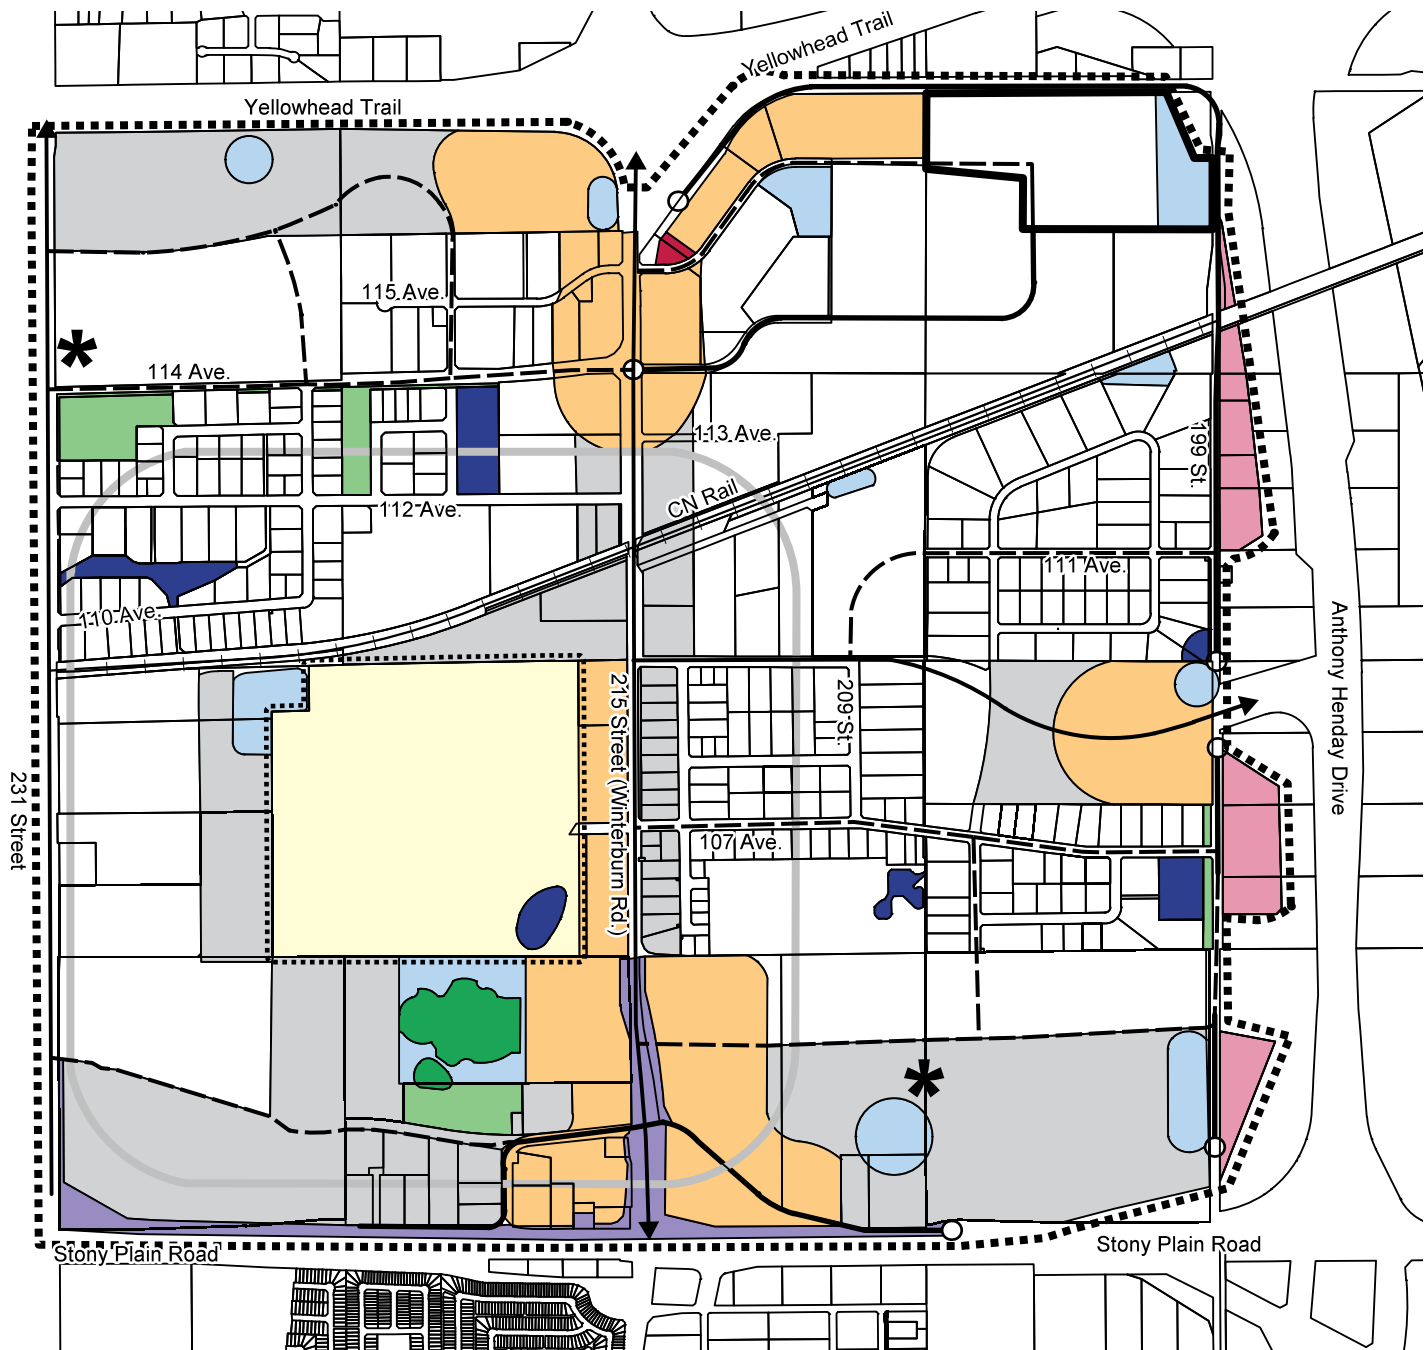 Yellowhead Trail
Yellowhead Trail
115 Ave.
114 Ave.
113 Ave.
199 St.
CN Rail
112 Ave.
111 Ave.
110 Ave.
Anthony Henday Drive
215 Street (Winterburn Rd.)
209 St.
231 Street
107 Ave.
*
*
Stony Plain Road
Stony Plain Road